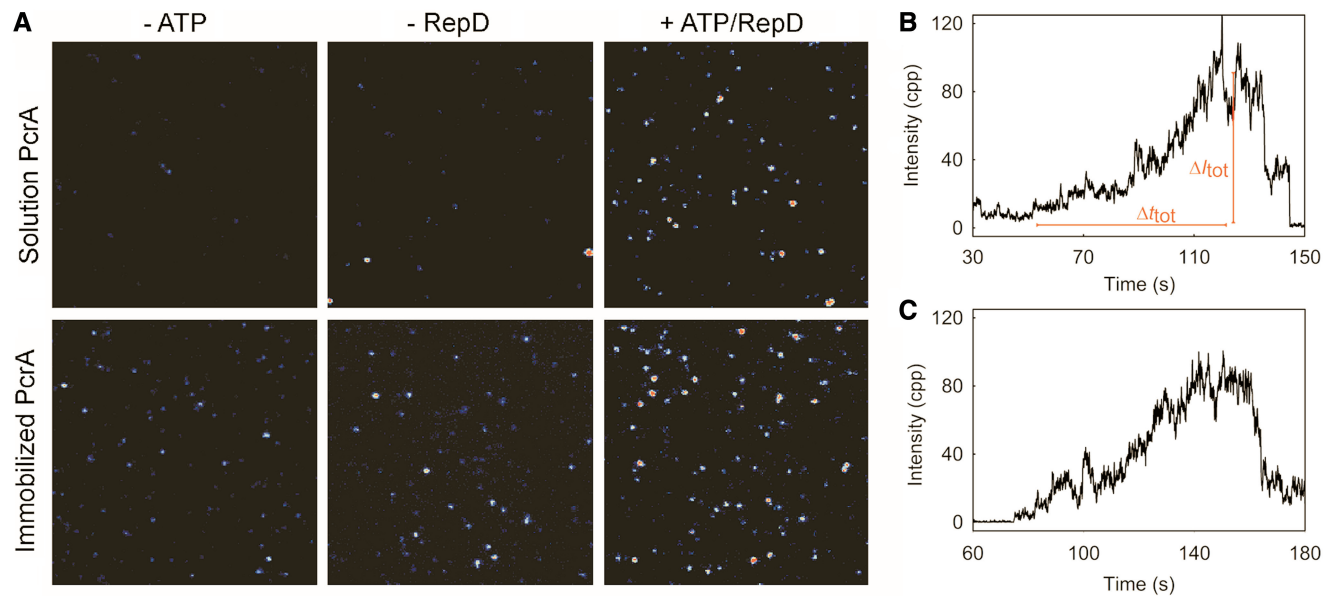 A
- ATP
- RepD
+ ATP/RepD
Solution PcrA
Immobilized PcrA
B
120
80
40
0
Intensity (cpp)
ΔItot
Δttot
30
70
110
150
Time (s)
C
120
80
40
0
Intensity (cpp)
60
100
140
180
Time (s)